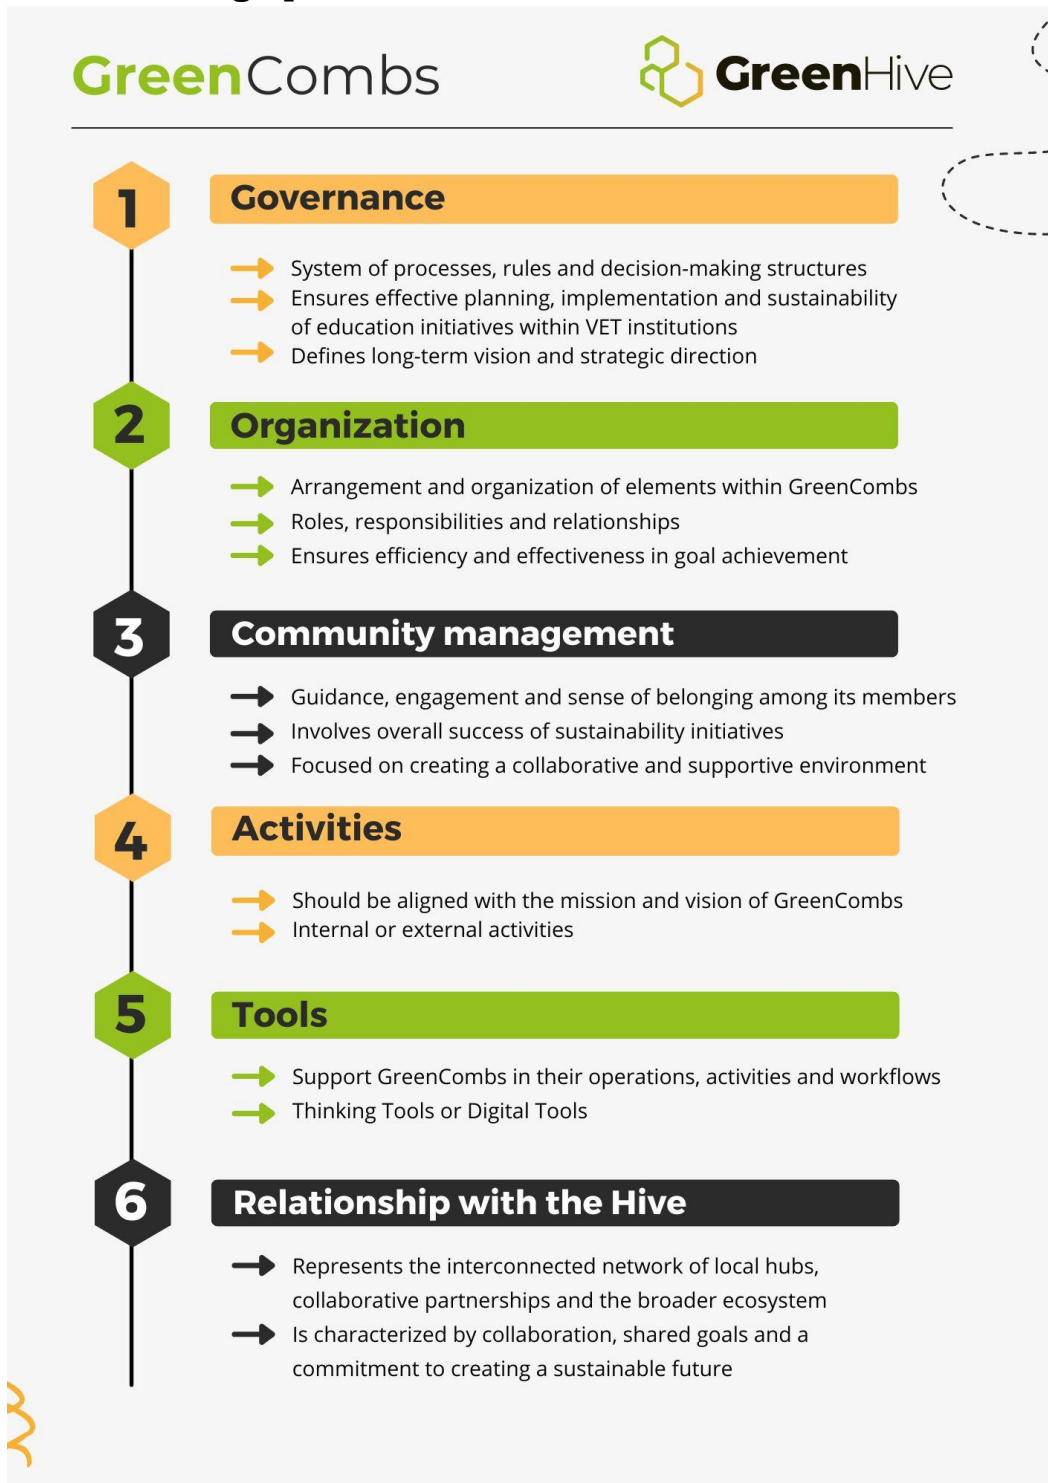 GreenCombs
GreenHive
1
Governance
System of processes, rules and decision-making structures
Ensures effective planning, implementation and sustainability
of education initiatives within VET institutions
Defines long-term vision and strategic direction
2
Organization
Arrangement and organization of elements within GreenCombs
Roles, responsibilities and relationships
Ensures efficiency and effectiveness in goal achievement
3
Community management
Guidance, engagement and sense of belonging among its members
Involves overall success of sustainability initiatives
Focused on creating a collaborative and supportive environment
4
Activities
Should be aligned with the mission and vision of GreenCombs
Internal or external activities
5
Tools
Support GreenCombs in their operations, activities and workflows
Thinking Tools or Digital Tools
6
Relationship with the Hive
Represents the interconnected network of local hubs,
collaborative partnerships and the broader ecosystem
Is characterized by collaboration, shared goals and a
commitment to creating a sustainable future